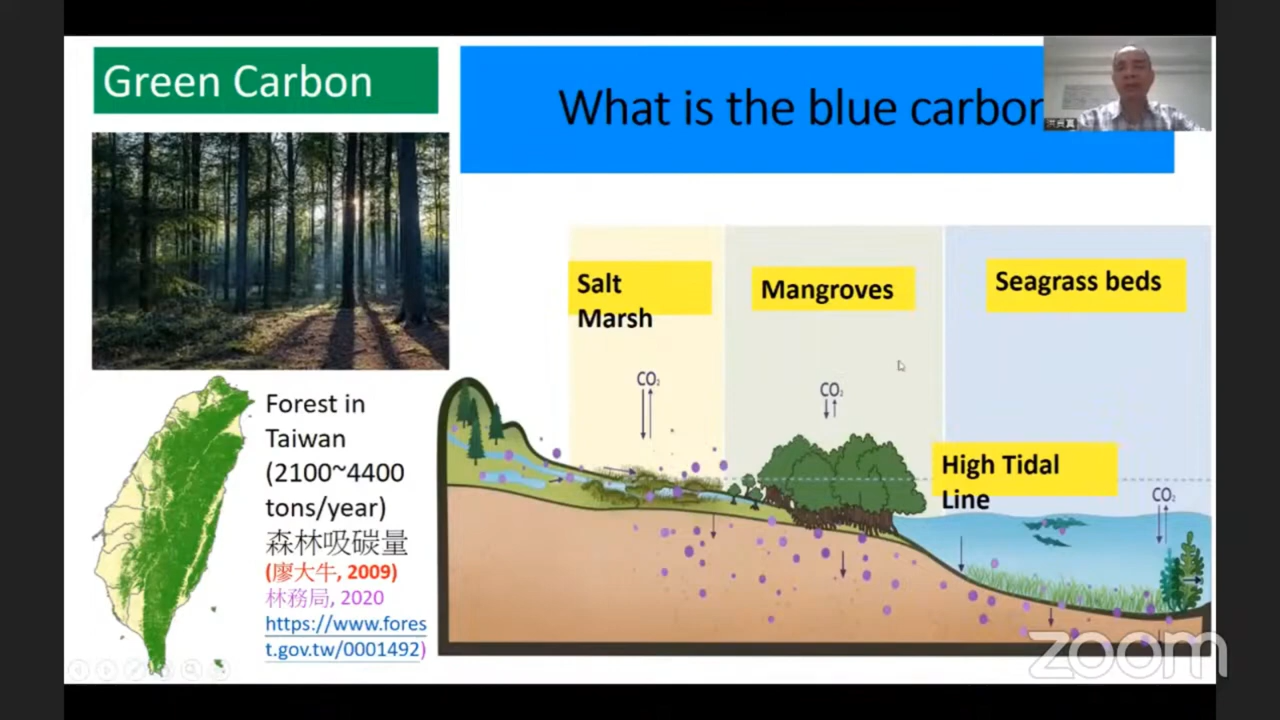 Green Carbon
What is the blue carbon
Salt
Marsh
Mangroves
Seagrass beds
CO₂
CO₂
High Tidal
Line
CO₂
Forest in
Taiwan
(2100~4400
tons/year)
森林吸碳量
(廖大牛, 2009)
林務局, 2020
https://www.fores
t.gov.tw/0001492)
zoom